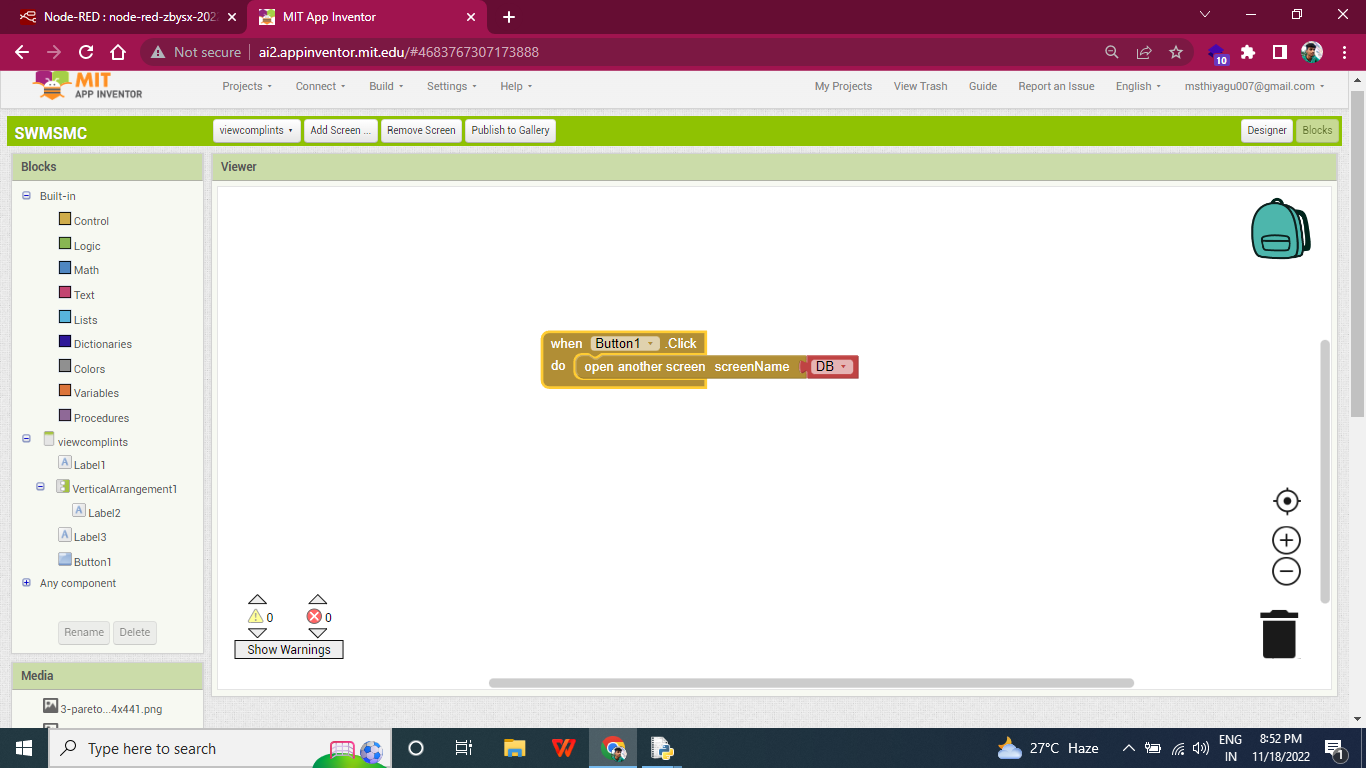 Node-RED : node-red-zbysx-202
MIT App Inventor
Not secure
ai2.appinventor.mit.edu/#4683767307173888
10
MIT
APP INVENTOR
Projects
Connect
Build
Settings
Help
My Projects
View Trash
Guide
Report an Issue
English
msthiyagu007@gmail.com
SWMSMC
viewcomplints
Add Screen ...
Remove Screen
Publish to Gallery
Designer
Blocks
Blocks
Viewer
Built-in
Control
Logic
Math
Text
Lists
Dictionaries
Colors
Variables
Procedures
viewcomplints
Label1
VerticalArrangement1
Label2
Label3
Button1
Any component
Rename
Delete
Media
3-pareto...4x441.png
when Button1 .Click
do open another screen screenName DB
0
0
Show Warnings
Type here to search
27°C Haze
ENG
IN
8:52 PM
11/18/2022
1